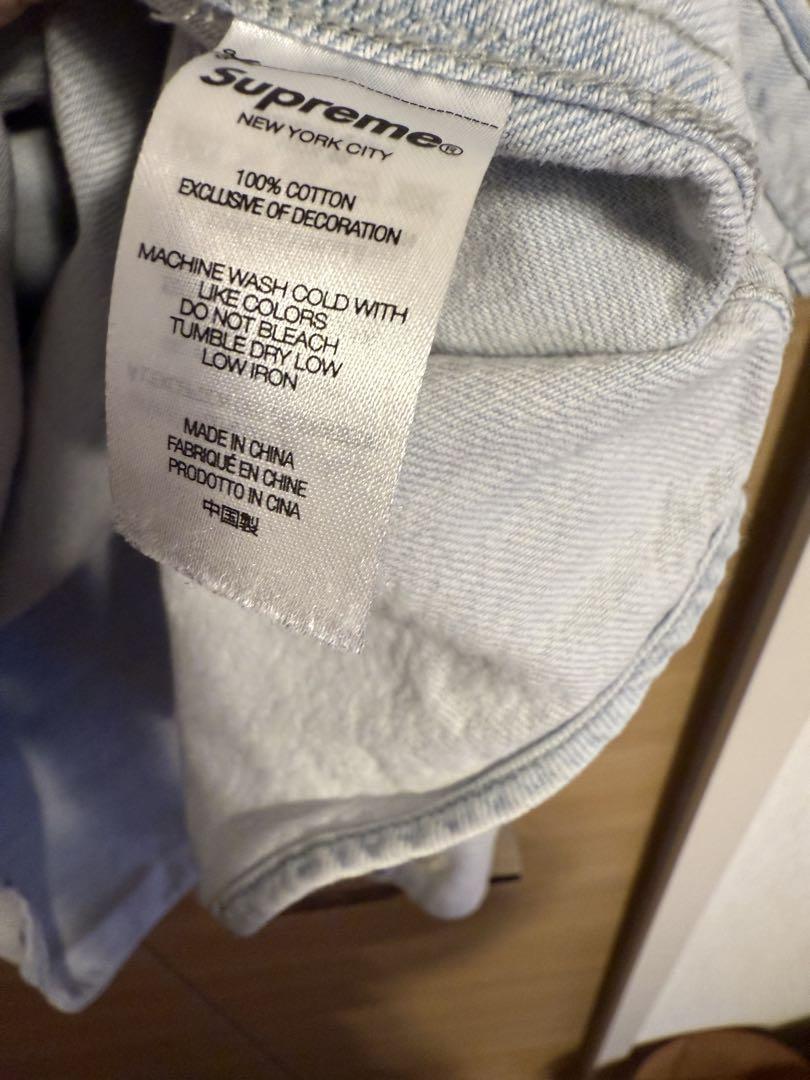 Supreme®
NEW YORK CITY
100% COTTON
EXCLUSIVE OF DECORATION
MACHINE WASH COLD WITH
LIKE COLORS
DO NOT BLEACH
TUMBLE DRY LOW
LOW IRON
MADE IN CHINA
FABRIQUÉ EN CHINE
PRODOTTO IN CINA
中国製